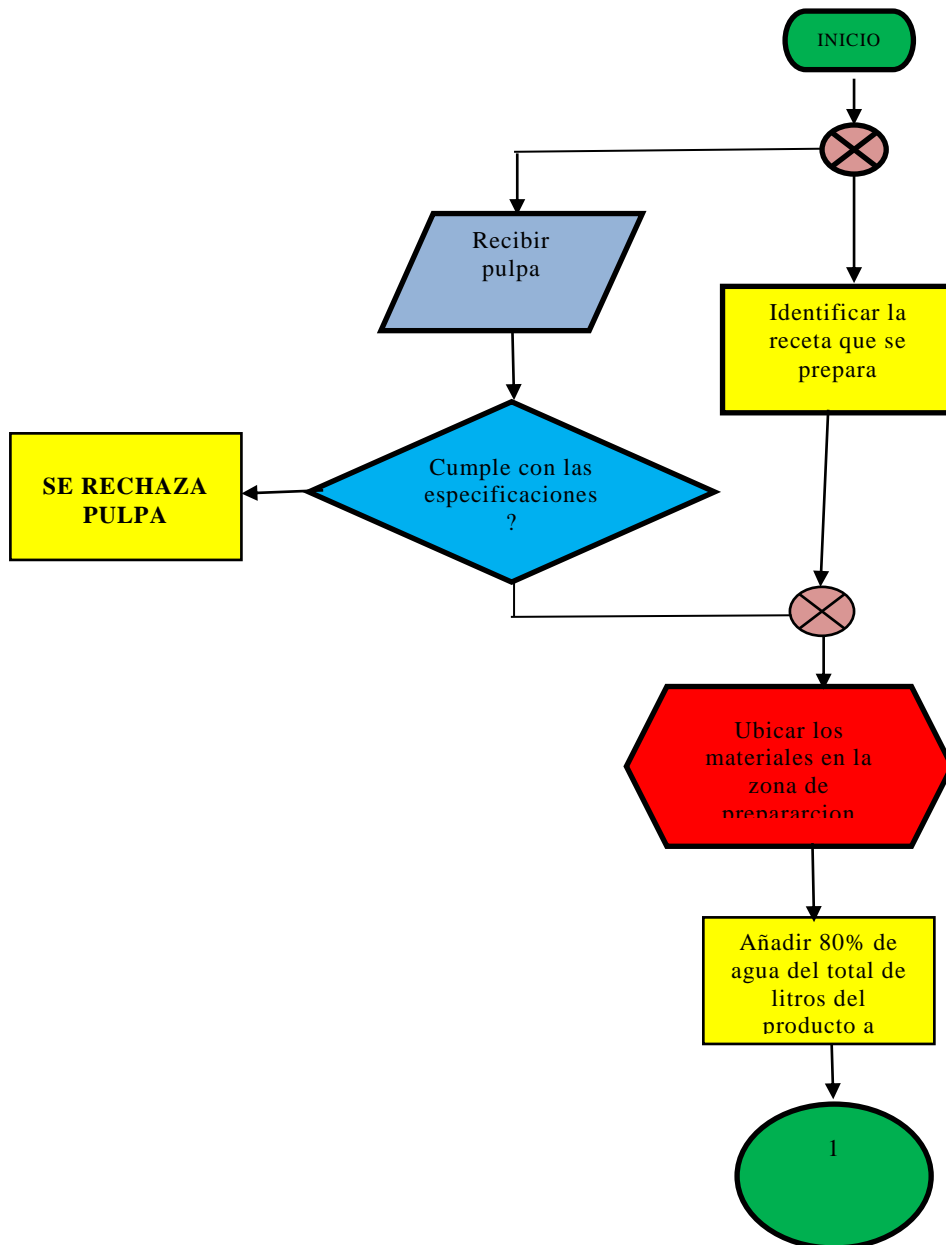 INICIO
Recibir
pulpa
Identificar la
receta que se
prepara
Cumple con las
especificaciones
?
SE RECHAZA
PULPA
Ubicar los
materiales en la
zona de
prepararcion
Añadir 80% de
agua del total de
litros del
producto a
1